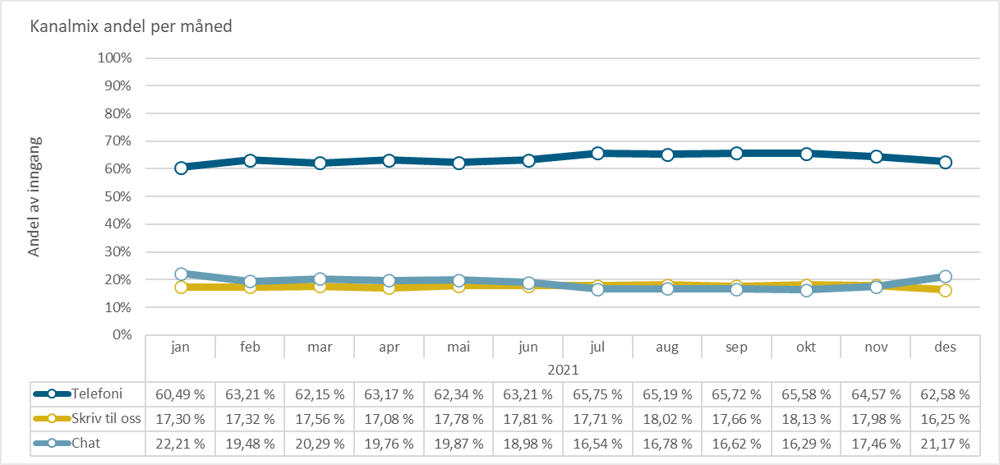 Kanalmix andel per måned
100%
90%
80%
70%
60%
50%
40%
30%
20%
10%
0%
Andel av inngang
jan feb mar apr mai jun jul aug sep okt nov des
2021
Telefoni 60,49 % 63,21 % 62,15 % 63,17 % 62,34 % 63,21 % 65,75 % 65,19 % 65,72 % 65,58 % 64,57 % 62,58 %
Skriv til oss 17,30 % 17,32 % 17,56 % 17,08 % 17,78 % 17,81 % 17,71 % 18,02 % 17,66 % 18,13 % 17,98 % 16,25 %
Chat 22,21 % 19,48 % 20,29 % 19,76 % 19,87 % 18,98 % 16,54 % 16,78 % 16,62 % 16,29 % 17,46 % 21,17 %